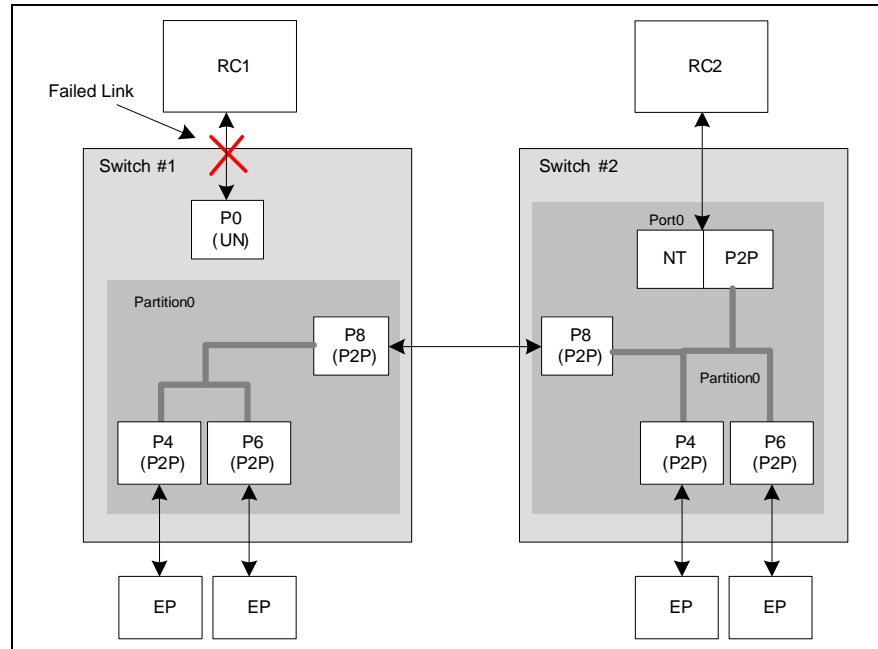 RC1
RC2
Failed Link
Switch #1
Switch #2
P0
(UN)
Port0
NT
P2P
Partition0
P8
(P2P)
P8
(P2P)
Partition0
P4
(P2P)
P6
(P2P)
P4
(P2P)
P6
(P2P)
EP
EP
EP
EP